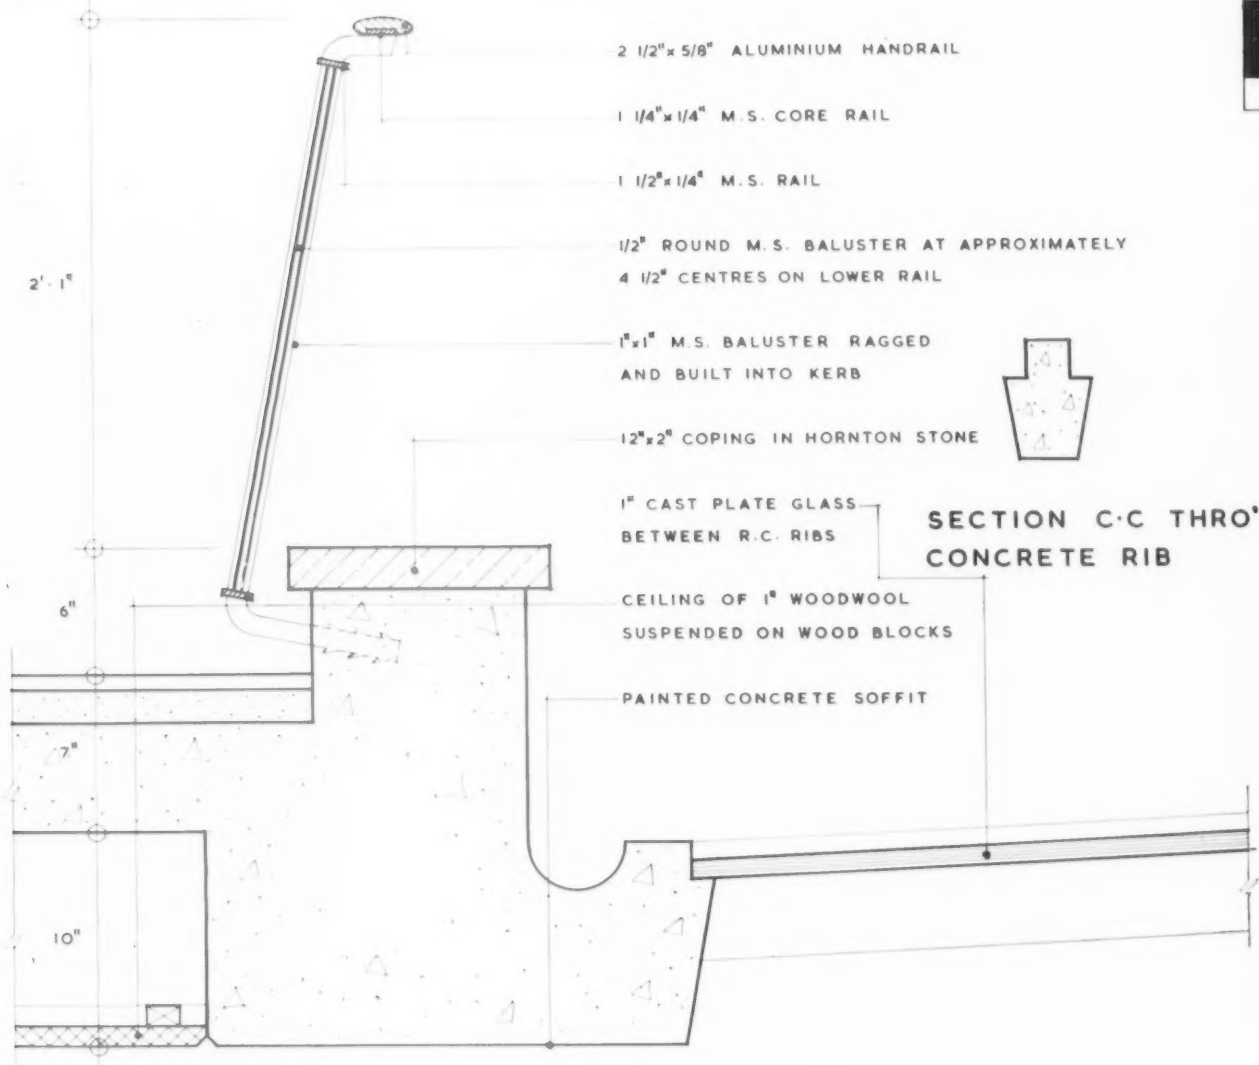 2 1/2" x 5/8" ALUMINIUM HANDRAIL
1 1/4" x 1/4" M.S. CORE RAIL
1 1/2" x 1/4" M.S. RAIL
1/2" ROUND M.S. BALUSTER AT APPROXIMATELY
4 1/2" CENTRES ON LOWER RAIL
2'·1"
1" x 1" M.S. BALUSTER RAGGED
AND BUILT INTO KERB
12" x 2" COPING IN HORNTON STONE
1" CAST PLATE GLASS
BETWEEN R.C. RIBS
SECTION C·C THRO'
CONCRETE RIB
6"
CEILING OF 1" WOODWOOL
SUSPENDED ON WOOD BLOCKS
PAINTED CONCRETE SOFFIT
7"
10"